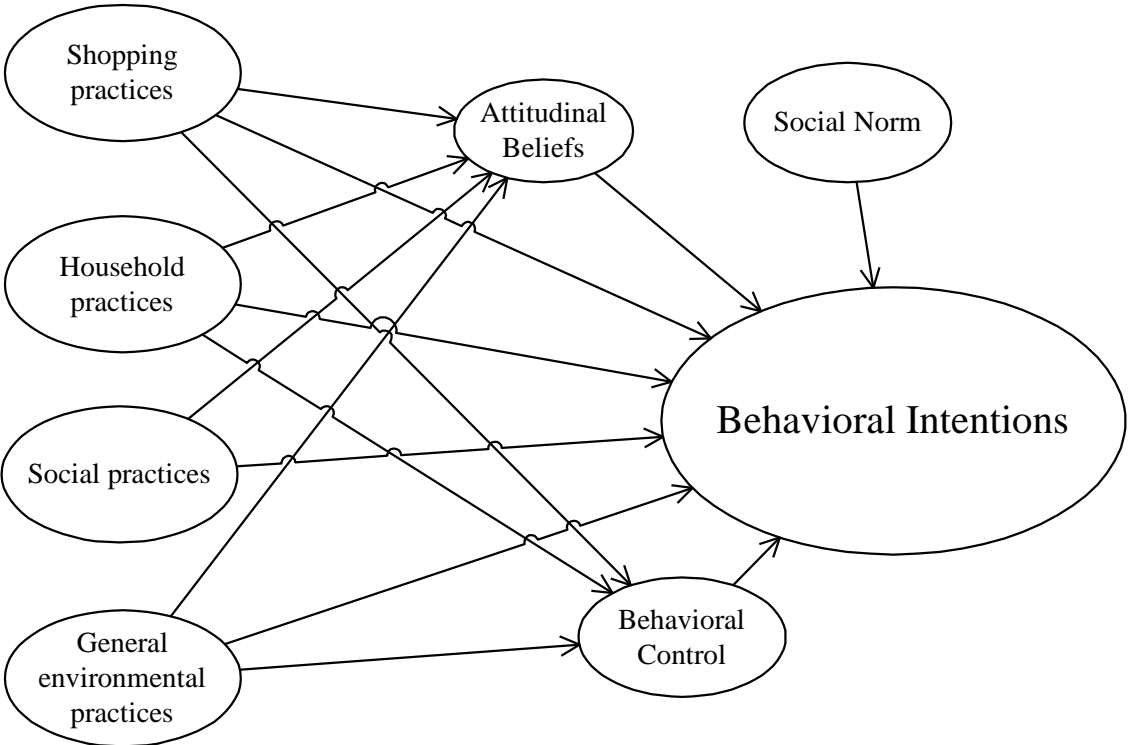 Shopping
practices
Attitudinal
Beliefs
Social Norm
Household
practices
Behavioral Intentions
Social practices
Behavioral
Control
General
environmental
practices